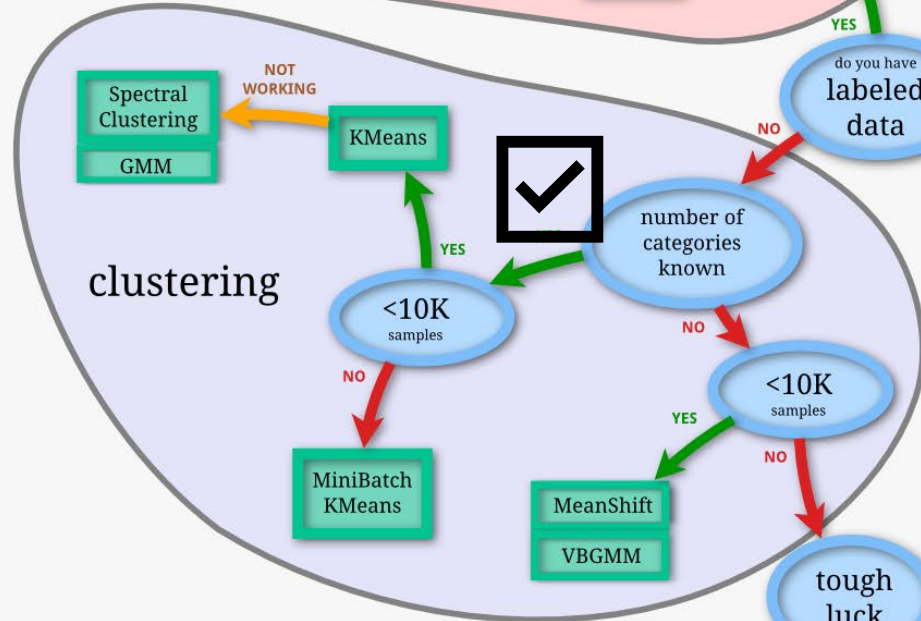 YES
do you have
labeled
data
NO
NOT
WORKING
Spectral
Clustering
GMM
KMeans
number of
categories
known
YES
clustering
<10K
samples
NO
NO
<10K
samples
YES
NO
MiniBatch
KMeans
MeanShift
VBGMM
tough
luck